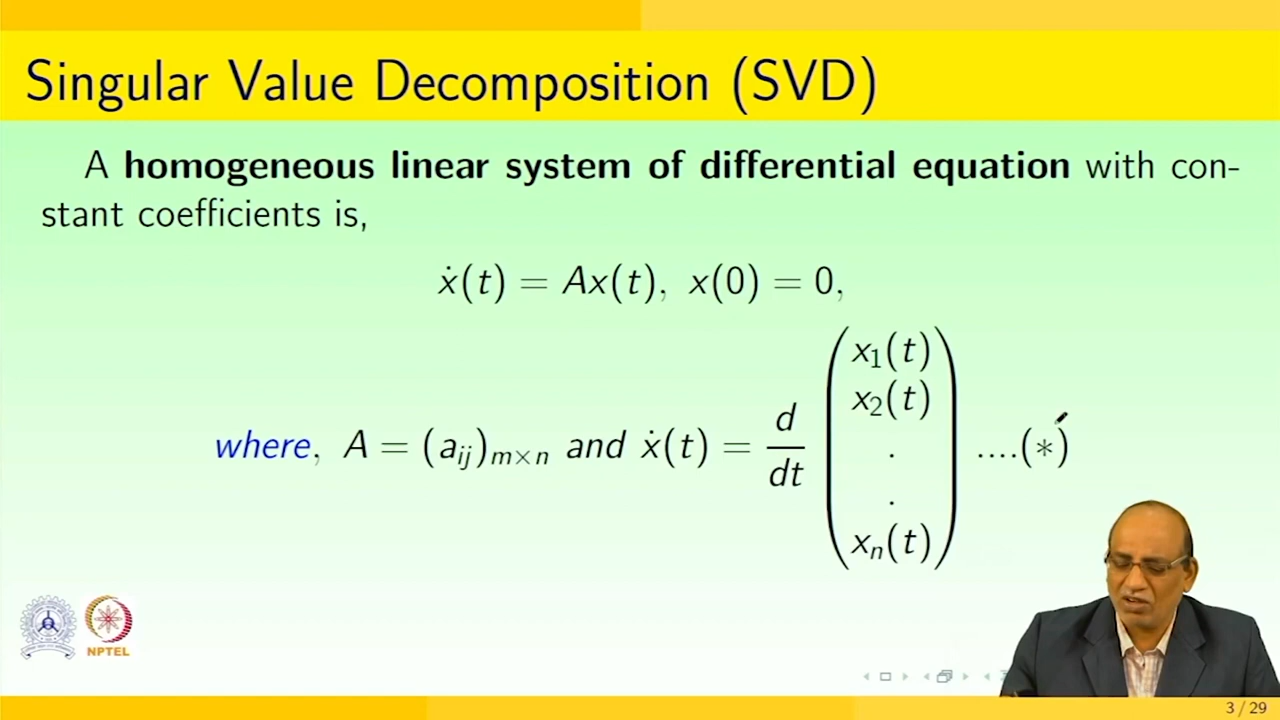 Singular Value Decomposition (SVD)
A homogeneous linear system of differential equation with con-
stant coefficients is,
ẋ(t) = Ax(t), x(0) = 0,
where, A = (aᵢⱼ)ₘ×ₙ and ẋ(t) = d/dt (x₁(t) x₂(t) . . xₙ(t)) ....(*)
NPTEL
3 / 29